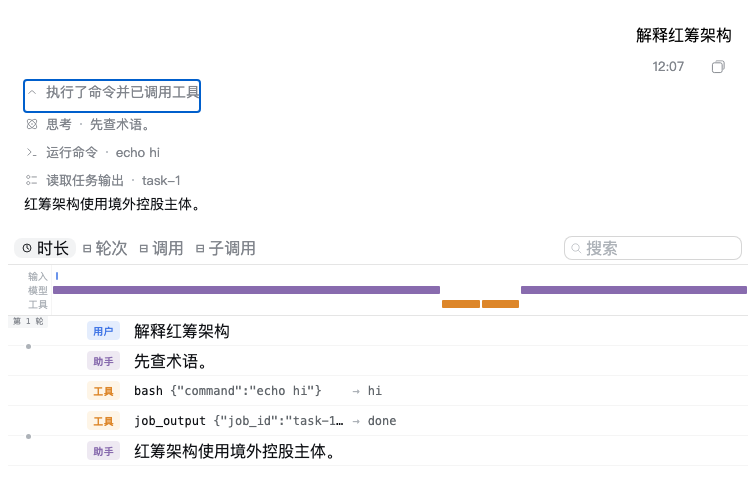 解释红筹架构
12:07
执行了命令并已调用工具
思考 · 先查术语。
运行命令 · echo hi
读取任务输出 · task-1
红筹架构使用境外控股主体。
时长 轮次 调用 子调用 搜索
输入
模型
工具
第 1 轮
用户 解释红筹架构
助手 先查术语。
工具 bash {"command":"echo hi"} → hi
工具 job_output {"job_id":"task-1… → done
助手 红筹架构使用境外控股主体。